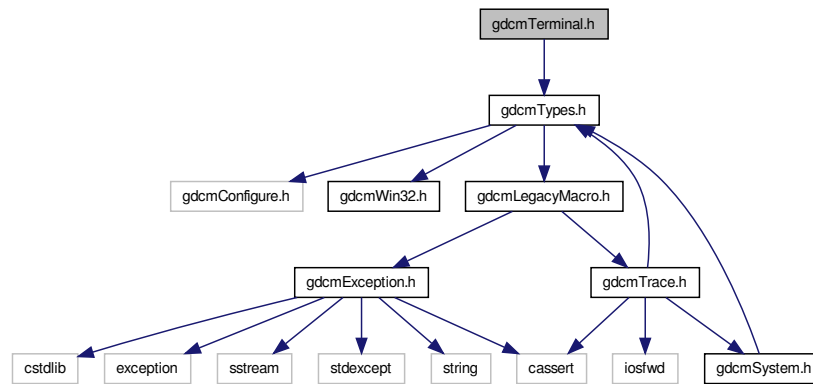 gdcmTerminal.h
gdcmTypes.h
gdcmConfigure.h
gdcmWin32.h
gdcmLegacyMacro.h
gdcmException.h
gdcmTrace.h
cstdlib
exception
sstream
stdexcept
string
cassert
iosfwd
gdcmSystem.h